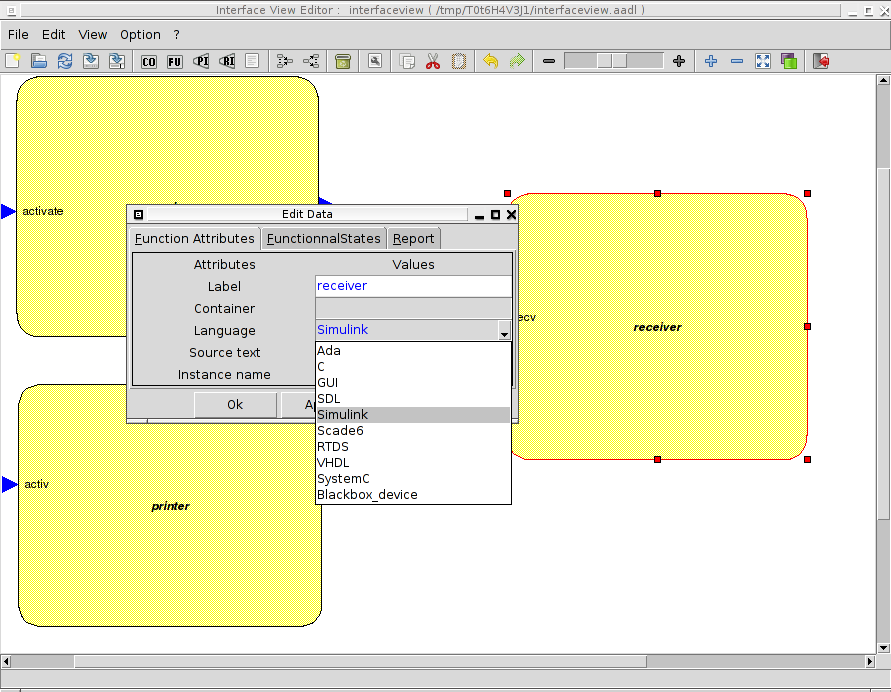 Interface View Editor : interfaceview ( /tmp/T0t6H4V3J1/interfaceview.aadl )
File Edit View Option ?
CO FU PI RI
activate
Edit Data
Function Attributes FunctionnalStates Report
Attributes Values
Label receiver
Container
Language Simulink
Source text
Instance name
Ok Ap
Ada
C
GUI
SDL
Simulink
Scade6
RTDS
VHDL
SystemC
Blackbox_device
ecv
receiver
activ
printer